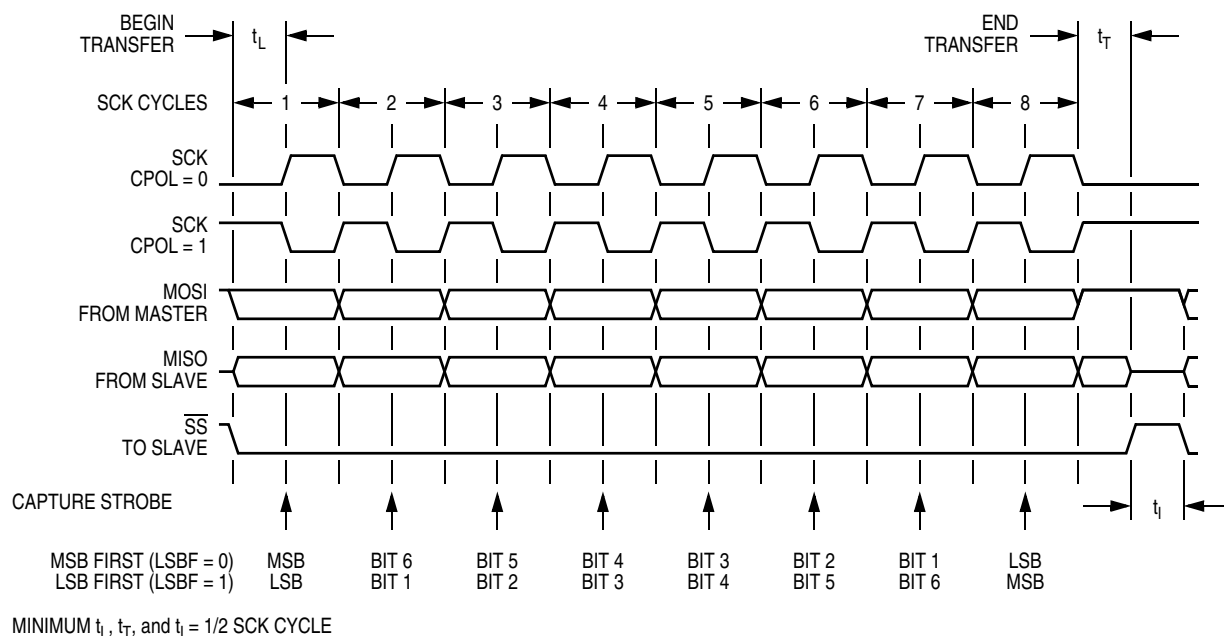 BEGIN
TRANSFER
t_L
END
TRANSFER
t_T
SCK CYCLES
1 2 3 4 5 6 7 8
SCK
CPOL = 0
SCK
CPOL = 1
MOSI
FROM MASTER
MISO
FROM SLAVE
SS
TO SLAVE
CAPTURE STROBE
t_I
MSB FIRST (LSBF = 0) MSB BIT 6 BIT 5 BIT 4 BIT 3 BIT 2 BIT 1 LSB
LSB FIRST (LSBF = 1) LSB BIT 1 BIT 2 BIT 3 BIT 4 BIT 5 BIT 6 MSB
MINIMUM t_L, t_T, and t_I = 1/2 SCK CYCLE